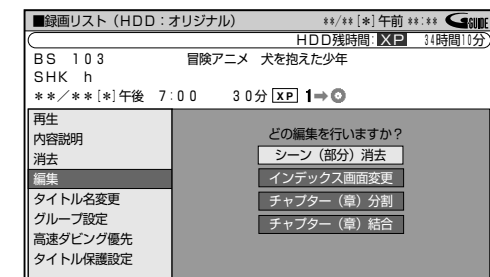 ■録画リスト（HDD：オリジナル） **/** [*] 午前 **:** GGUIDE
HDD残時間： XP 34時間10分
BS 103 冒険アニメ 犬を抱えた少年
SHK h
**／**[*]午後 7:00 30分 XP 1➡
再生
内容説明
消去
編集
タイトル名変更
グループ設定
高速ダビング優先
タイトル保護設定
どの編集を行いますか？
シーン（部分）消去
インデックス画面変更
チャプター（章）分割
チャプター（章）結合